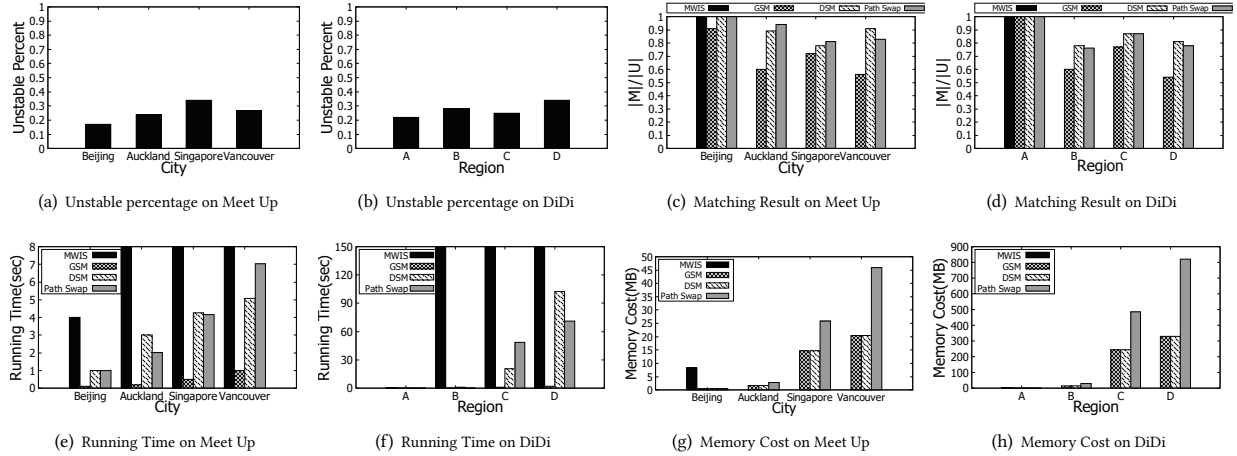 1
0.9
0.8
0.7
0.6
0.5
0.4
0.3
0.2
0.1
0
Unstable Percent
Beijing Auckland Singapore Vancouver
City
(a) Unstable percentage on Meet Up
1
0.9
0.8
0.7
0.6
0.5
0.4
0.3
0.2
0.1
0
Unstable Percent
A B C D
Region
(b) Unstable percentage on DiDi
MWIS GSM DSM Path Swap
1
0.9
0.8
0.7
0.6
0.5
0.4
0.3
0.2
0.1
0
|M|/|U|
Beijing Auckland Singapore Vancouver
City
(c) Matching Result on Meet Up
MWIS GSM DSM Path Swap
1
0.9
0.8
0.7
0.6
0.5
0.4
0.3
0.2
0.1
0
|M|/|U|
A B C D
Region
(d) Matching Result on DiDi
8
7
6
5
4
3
2
1
0
Running Time(sec)
MWIS
GSM
DSM
Path Swap
Beijing Auckland Singapore Vancouver
City
(e) Running Time on Meet Up
150
120
90
60
30
0
Running Time(sec)
MWIS
GSM
DSM
Path Swap
A B C D
Region
(f) Running Time on DiDi
50
45
40
35
30
25
20
15
10
5
0
Memory Cost(MB)
MWIS
GSM
DSM
Path Swap
Beijing Auckland Singapore Vancouver
City
(g) Memory Cost on Meet Up
900
800
700
600
500
400
300
200
100
0
Memory Cost(MB)
MWIS
GSM
DSM
Path Swap
A B C D
Region
(h) Memory Cost on DiDi